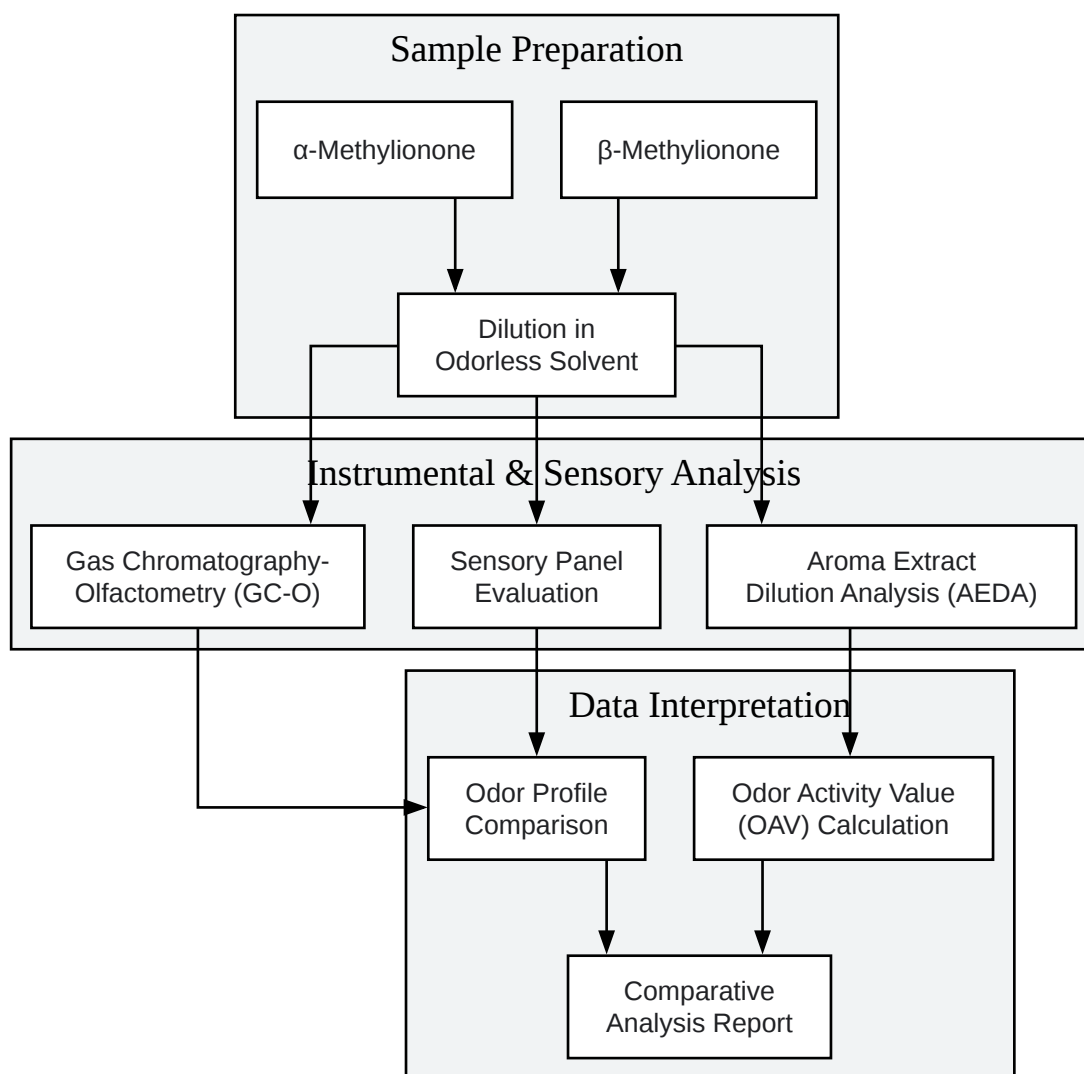 Sample Preparation
α-Methylionone
β-Methylionone
Dilution in
Odorless Solvent
Instrumental & Sensory Analysis
Gas Chromatography-
Olfactometry (GC-O)
Sensory Panel
Evaluation
Aroma Extract
Dilution Analysis (AEDA)
Data Interpretation
Odor Profile
Comparison
Odor Activity Value
(OAV) Calculation
Comparative
Analysis Report